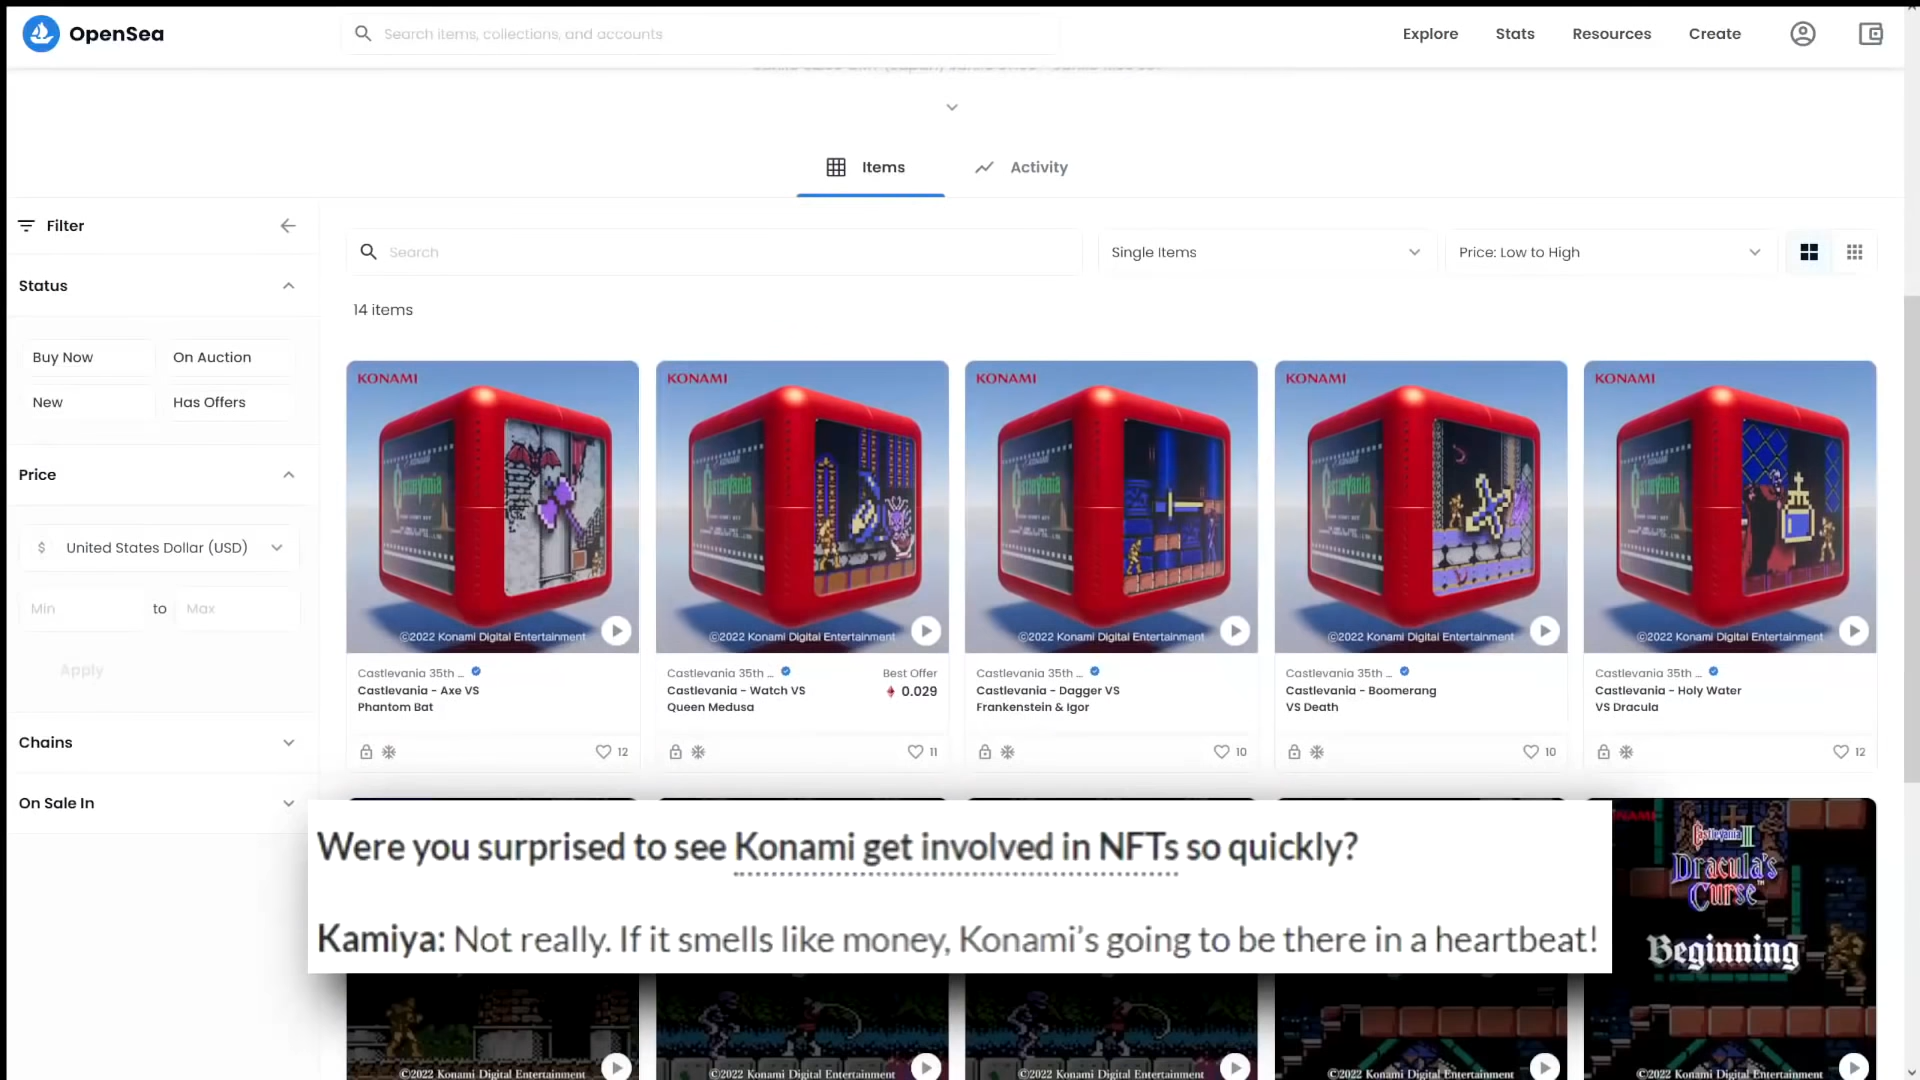 OpenSea
Search items, collections, and accounts
Explore
Stats
Resources
Create
Items
Activity
Filter
Search
Single Items
Price: Low to High
Status
14 items
Buy Now
On Auction
New
Has Offers
Price
$ United States Dollar (USD)
Min
to
Max
Apply
Chains
On Sale In
KONAMI
Castlevania
©2022 Konami Digital Entertainment
Castlevania 35th ...
Castlevania - Axe VS
Phantom Bat
12
KONAMI
Castlevania
©2022 Konami Digital Entertainment
Castlevania 35th ...
Best Offer
Castlevania - Watch VS
0.029
Queen Medusa
11
KONAMI
Castlevania
©2022 Konami Digital Entertainment
Castlevania 35th ...
Castlevania - Dagger VS
Frankenstein & Igor
10
KONAMI
Castlevania
©2022 Konami Digital Entertainment
Castlevania 35th ...
Castlevania - Boomerang
VS Death
10
KONAMI
Castlevania
©2022 Konami Digital Entertainment
Castlevania 35th ...
Castlevania - Holy Water
VS Dracula
12
Were you surprised to see Konami get involved in NFTs so quickly?
Kamiya: Not really. If it smells like money, Konami's going to be there in a heartbeat!
Castlevania III
Dracula's
Curse™
Beginning
©2022 Konami Digital Entertainment
©2022 Konami Digital Entertainment
©2022 Konami Digital Entertainment
©2022 Konami Digital Entertainment
©2022 Konami Digital Entertainment